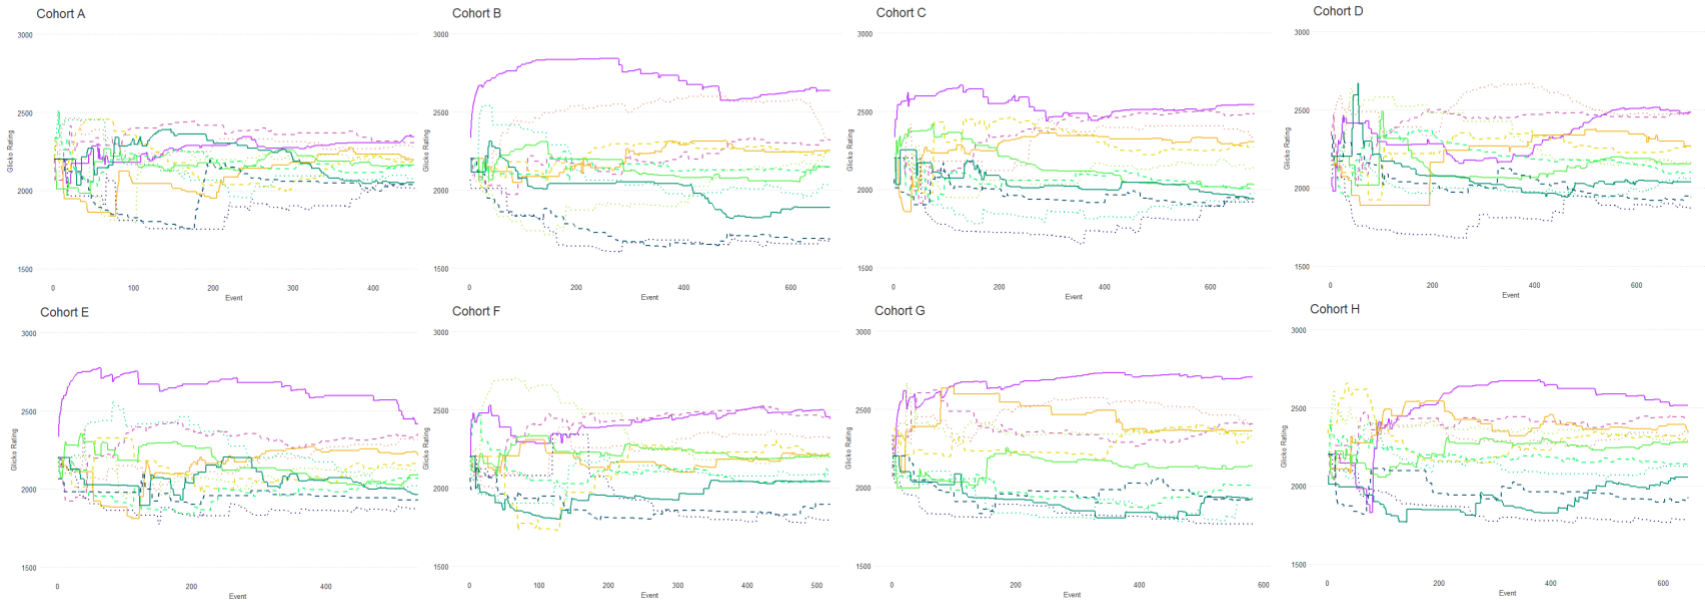 Cohort A
3000
2500
2000
1500
Glicko Rating
0 100 200 300 400
Event
Cohort B
3000
2500
2000
1500
Glicko Rating
0 200 400 600
Event
Cohort C
3000
2500
2000
1500
Glicko Rating
0 200 400 600
Event
Cohort D
3000
2500
2000
1500
Glicko Rating
0 200 400 600
Event
Cohort E
3000
2500
2000
1500
Glicko Rating
0 200 400
Event
Cohort F
3000
2500
2000
1500
Glicko Rating
0 100 200 300 400 500
Event
Cohort G
3000
2500
2000
1500
Glicko Rating
0 200 400 600
Event
Cohort H
3000
2500
2000
1500
Glicko Rating
0 200 400 600
Event